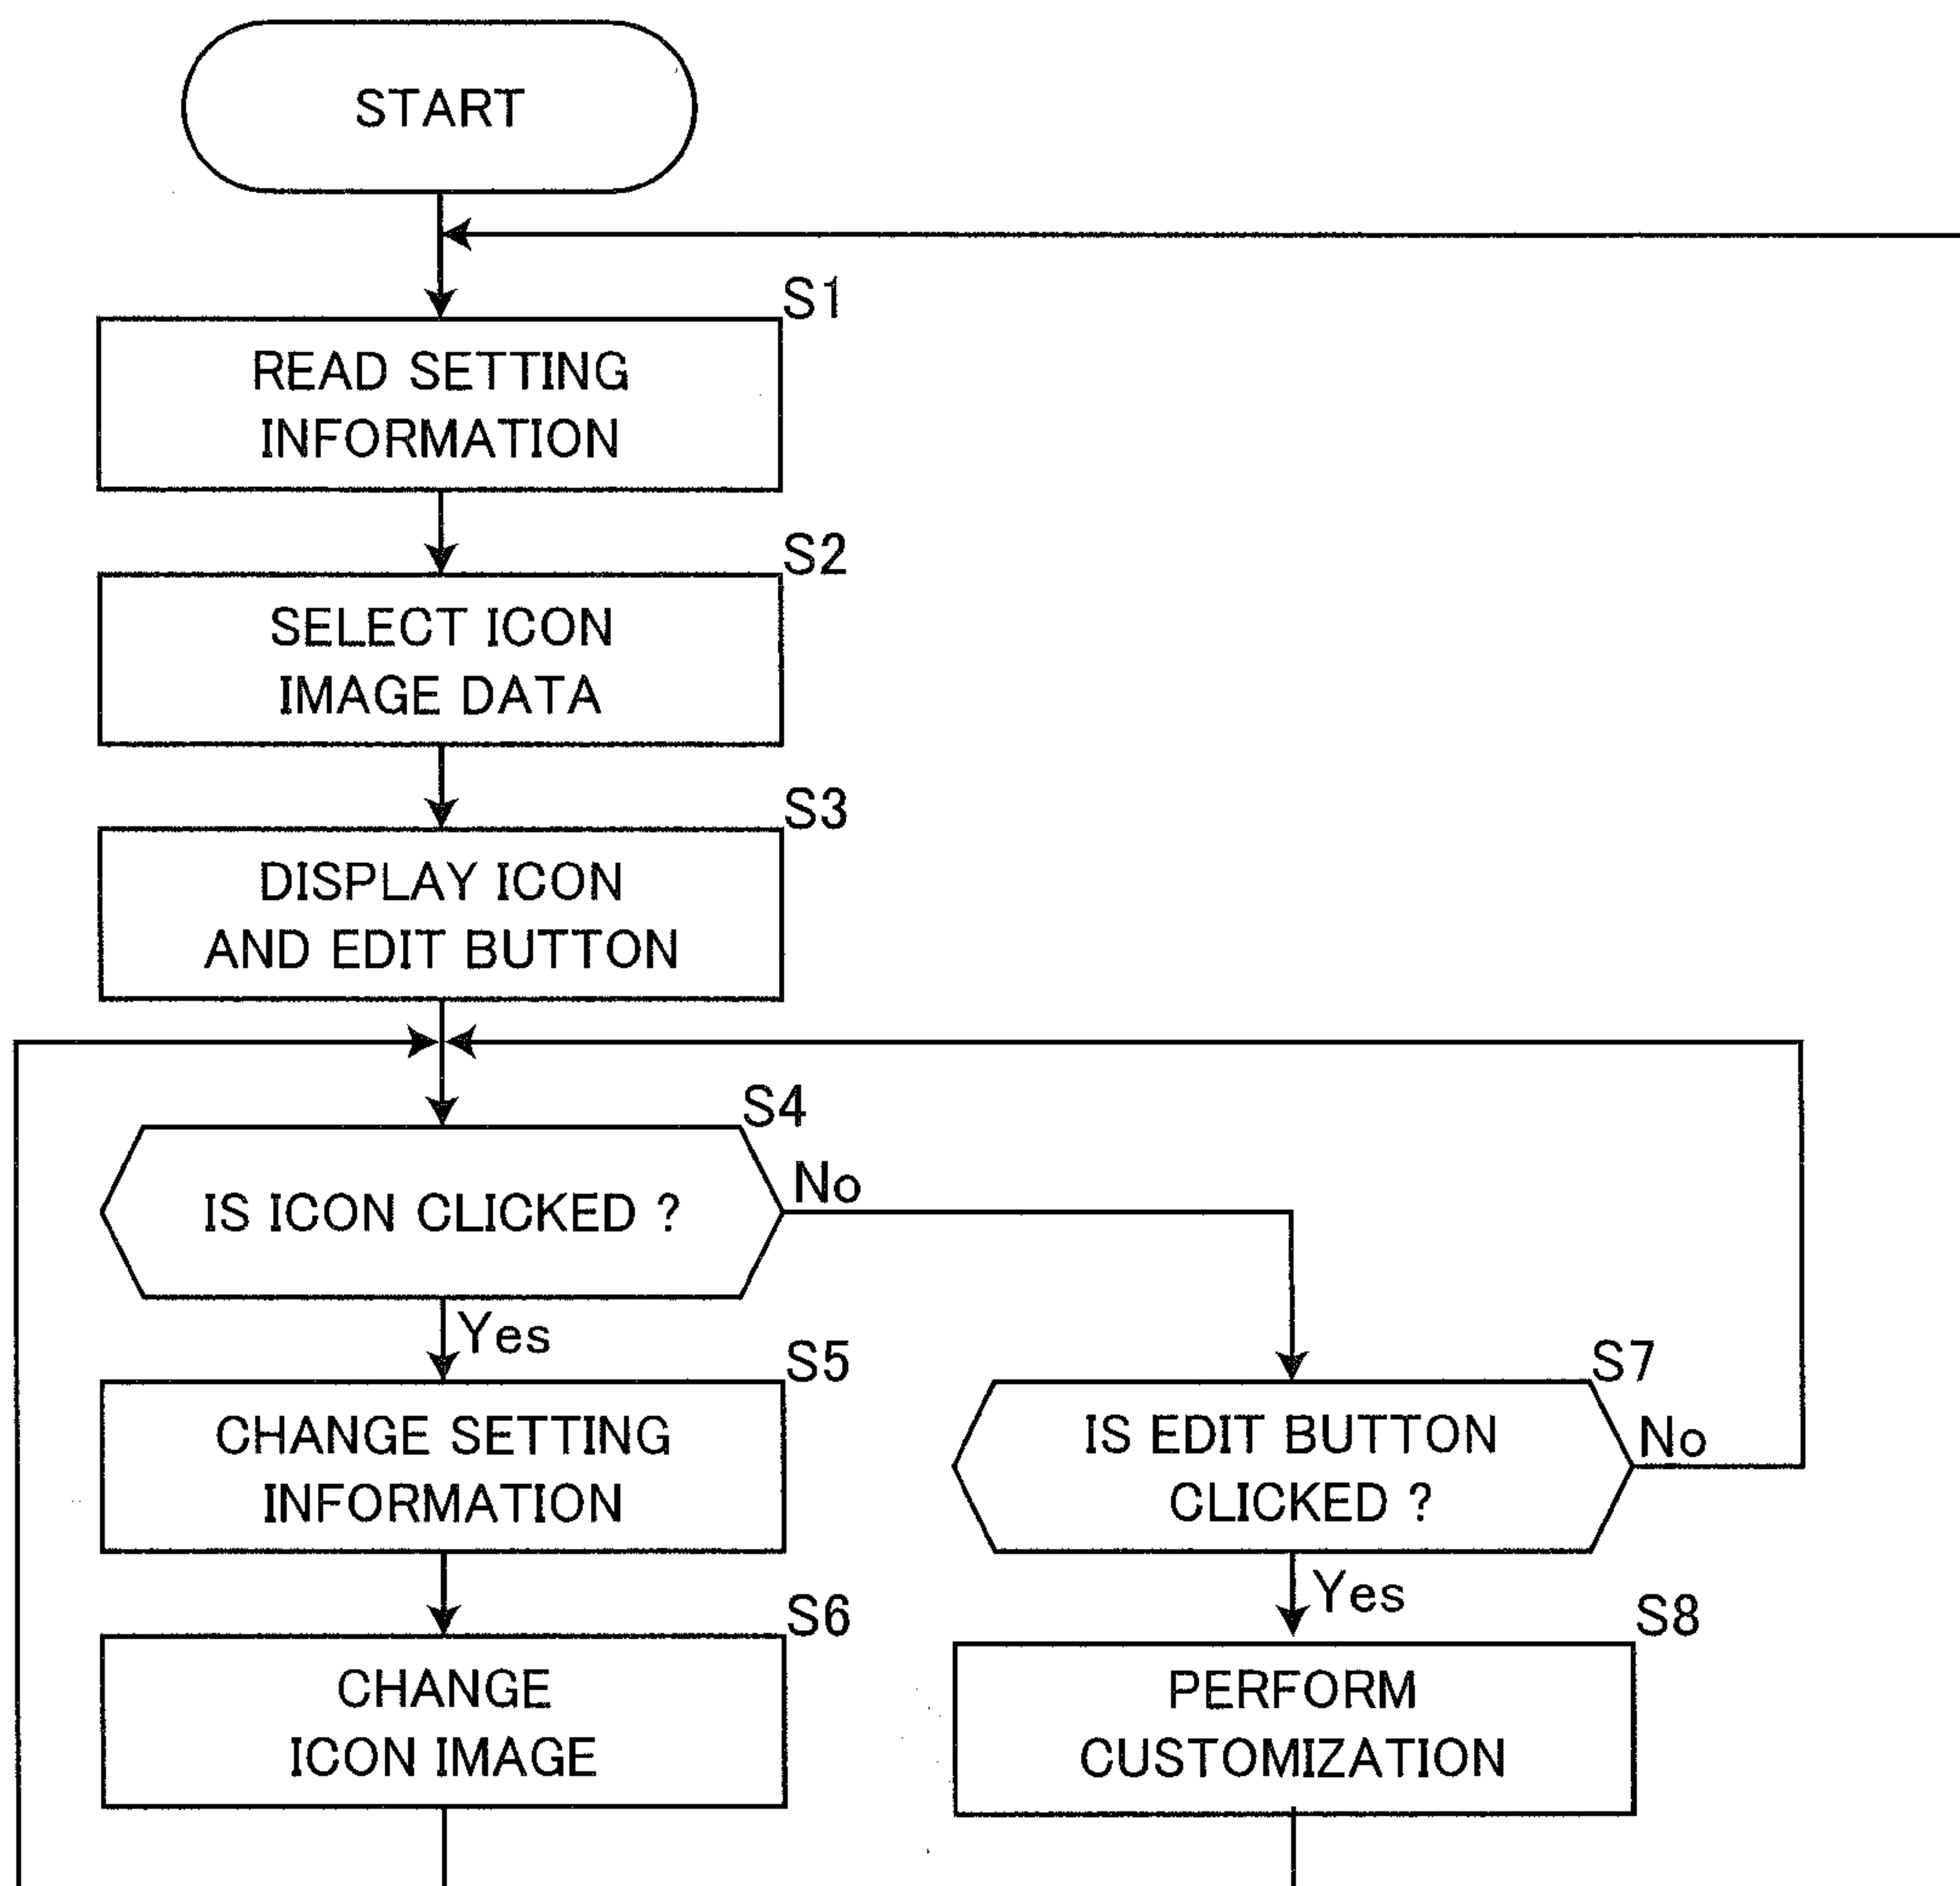 START
S1
READ SETTING
INFORMATION
S2
SELECT ICON
IMAGE DATA
S3
DISPLAY ICON
AND EDIT BUTTON
S4
IS ICON CLICKED ?
No
Yes
S5
CHANGE SETTING
INFORMATION
S6
CHANGE
ICON IMAGE
S7
IS EDIT BUTTON
CLICKED ?
No
Yes
S8
PERFORM
CUSTOMIZATION